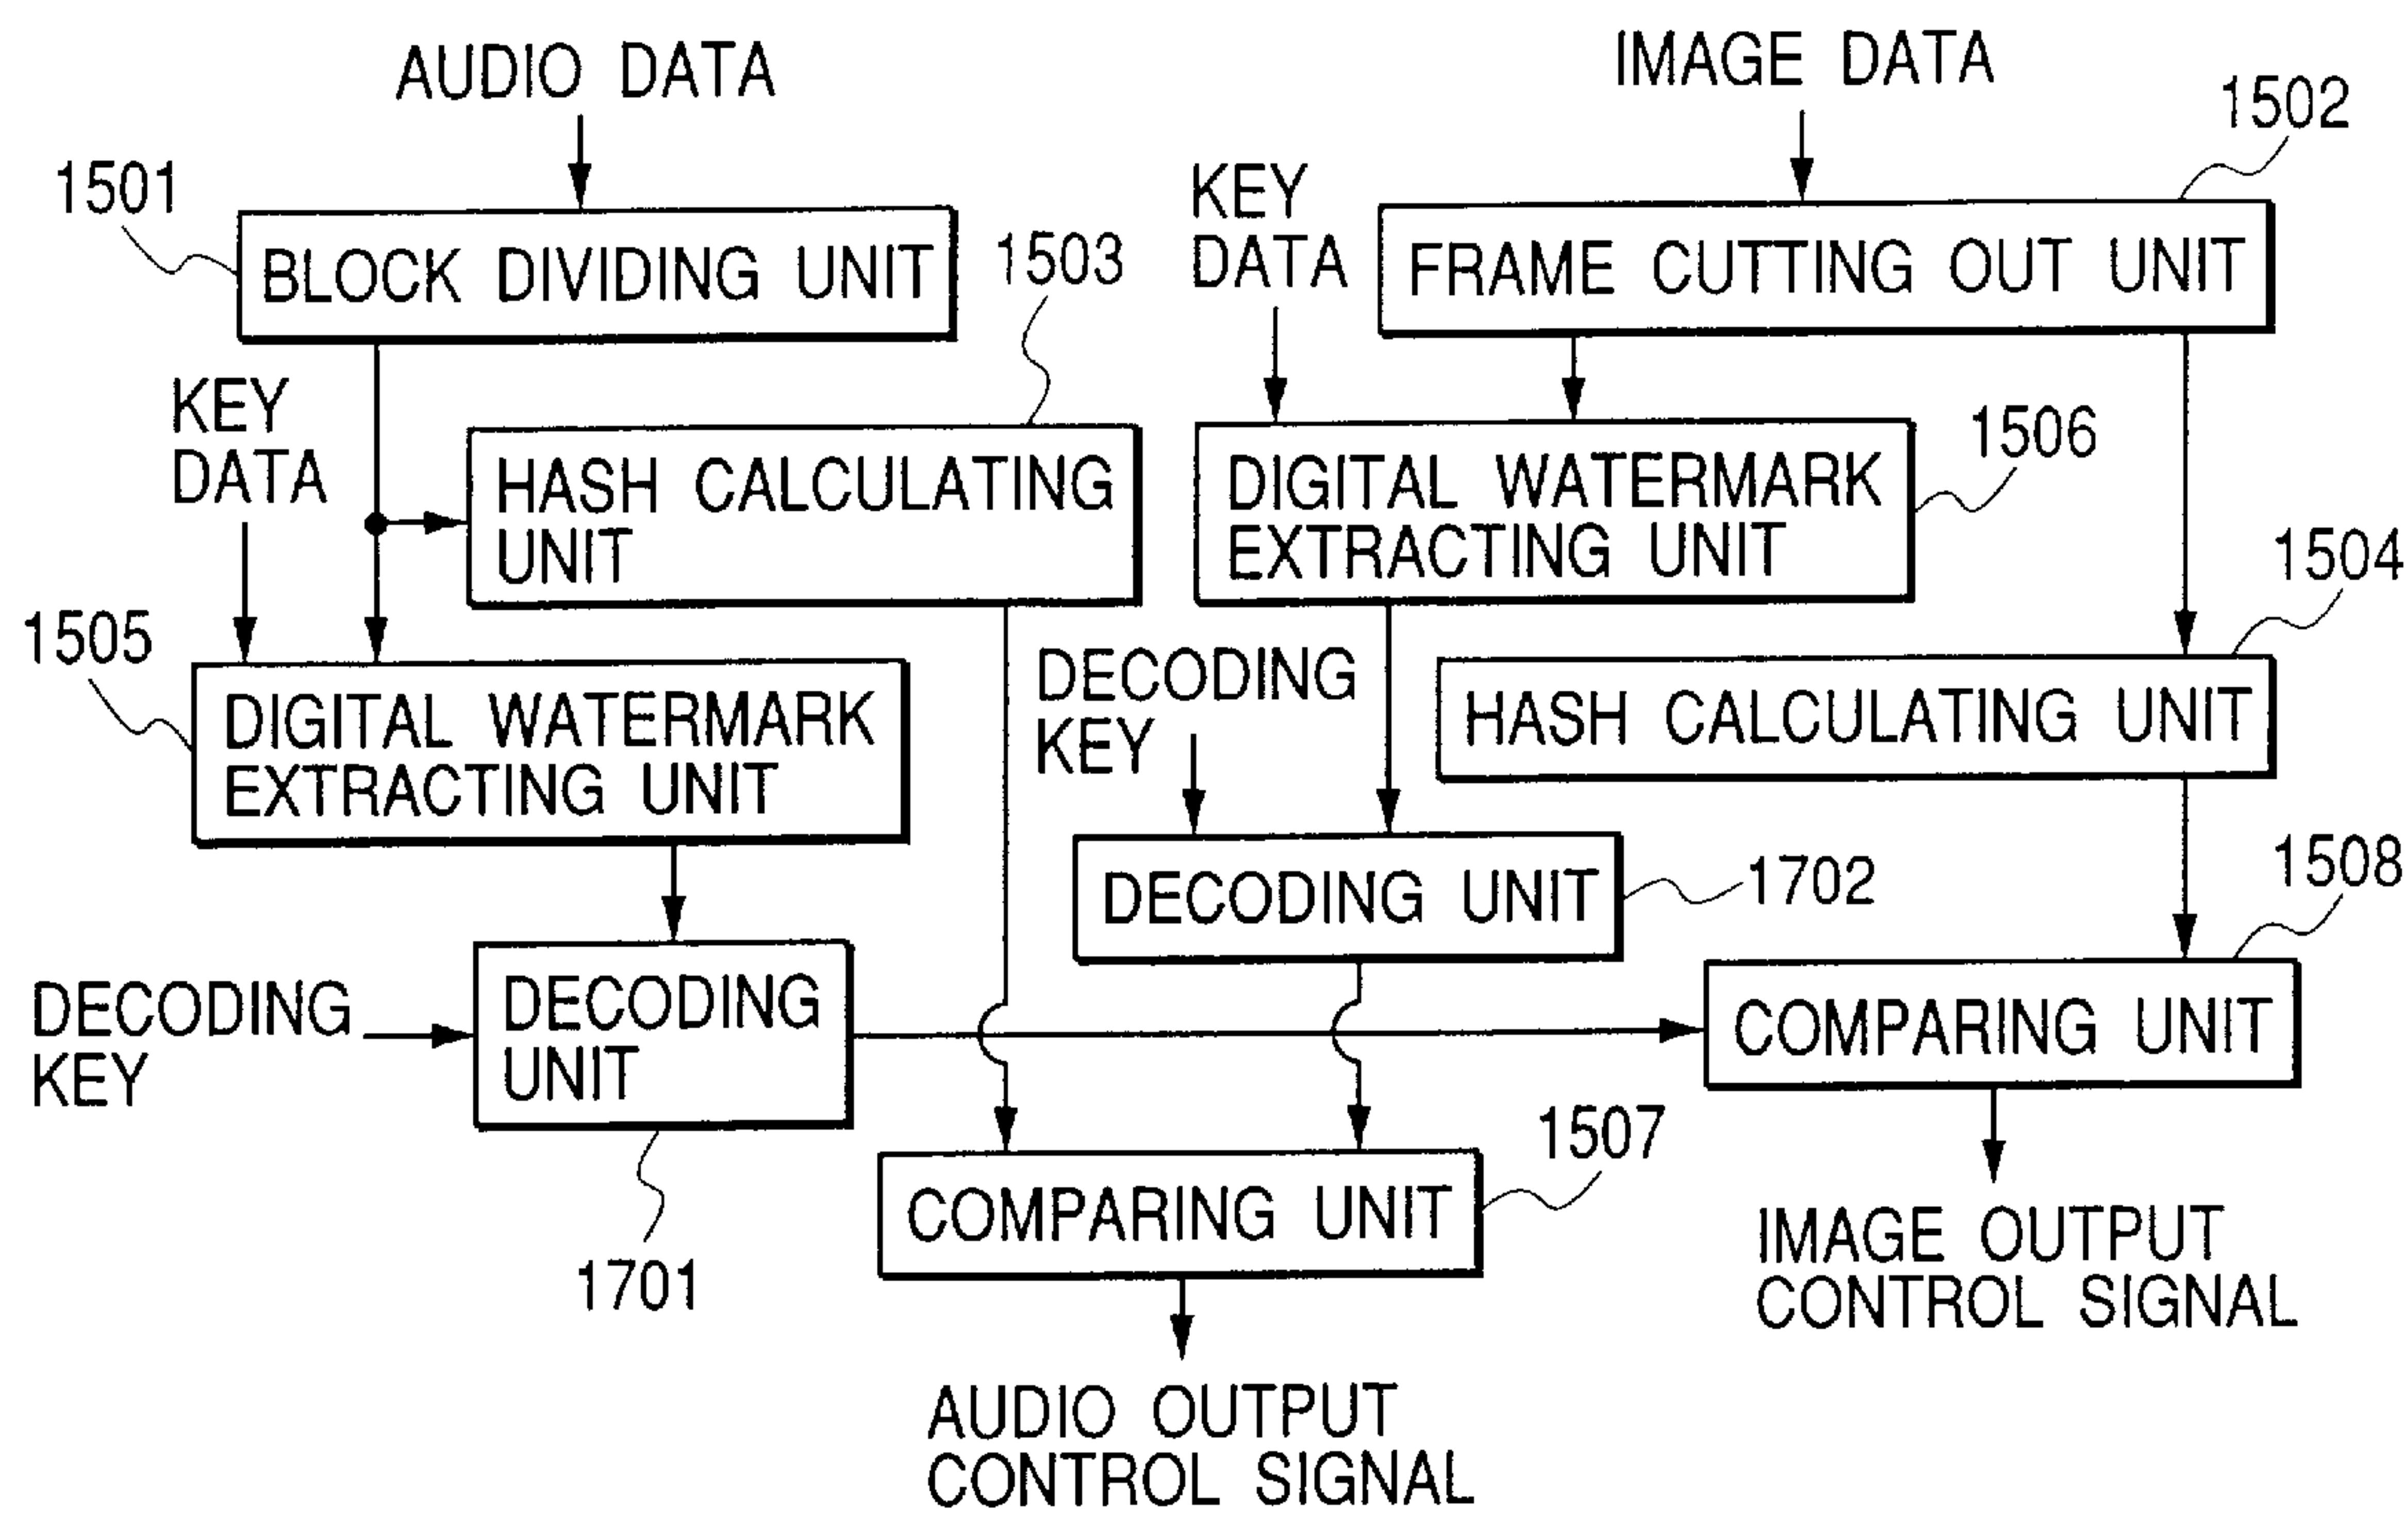 AUDIO DATA
IMAGE DATA
1502
1501
KEY
DATA
BLOCK DIVIDING UNIT
1503
FRAME CUTTING OUT UNIT
KEY
DATA
HASH CALCULATING
UNIT
1506
DIGITAL WATERMARK
EXTRACTING UNIT
1504
1505
DIGITAL WATERMARK
EXTRACTING UNIT
DECODING
KEY
HASH CALCULATING UNIT
DECODING UNIT
1702
1508
DECODING
KEY
DECODING
UNIT
COMPARING UNIT
1701
1507
COMPARING UNIT
IMAGE OUTPUT
CONTROL SIGNAL
AUDIO OUTPUT
CONTROL SIGNAL